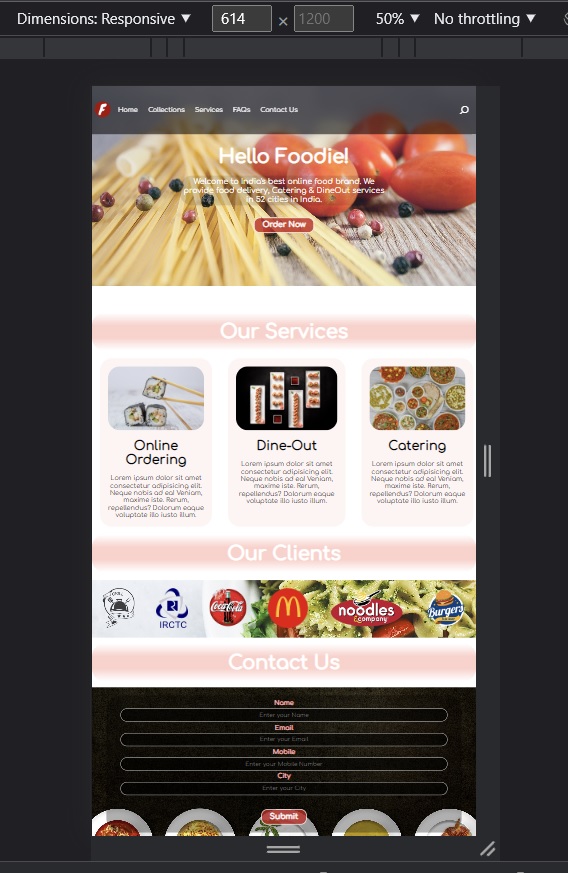 Dimensions: Responsive ▼ 614 × 1200 50% ▼ No throttling ▼
F Home Collections Services FAQs Contact Us
Hello Foodie!
Welcome to India's best online food brand. We
provide food delivery, Catering & DineOut services
in 52 cities in India.
Order Now
Our Services
Online
Ordering
Lorem ipsum dolor sit amet
consectetur adipisicing elit.
Neque nobis ad ea! Veniam,
maxime iste. Rerum,
repellendus? Dolorum eaque
voluptate illo iusto illum.
Dine-Out
Lorem ipsum dolor sit amet
consectetur adipisicing elit.
Neque nobis ad ea! Veniam,
maxime iste. Rerum,
repellendus? Dolorum eaque
voluptate illo iusto illum.
Catering
Lorem ipsum dolor sit amet
consectetur adipisicing elit.
Neque nobis ad ea! Veniam,
maxime iste. Rerum,
repellendus? Dolorum eaque
voluptate illo iusto illum.
Our Clients
IRCTC
Coca-Cola
M
noodles
&company
Burgers
Contact Us
Name
Enter your Name
Email
Enter your Email
Mobile
Enter your Mobile Number
City
Enter your City
Submit